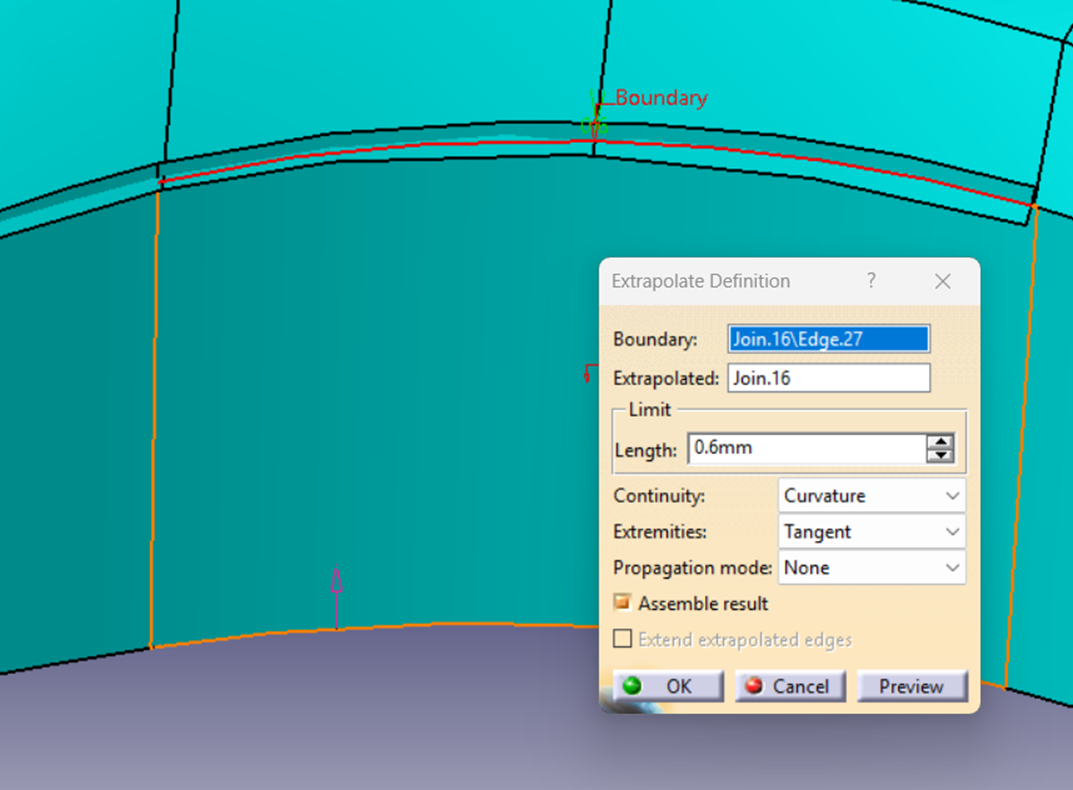 Boundary
Extrapolate Definition ? ×
Boundary: Join.16\Edge.27
Extrapolated: Join.16
Limit
Length: 0.6mm
Continuity: Curvature
Extremities: Tangent
Propagation mode: None
Assemble result
Extend extrapolated edges
OK Cancel Preview